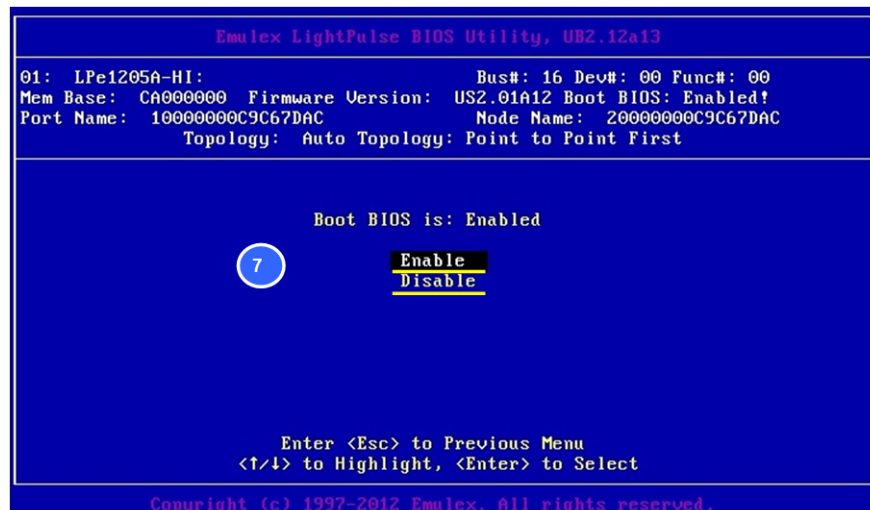 Emulex LightPulse BIOS Utility, UB2.12a13
01: LPe1205A-HI: Bus#: 16 Dev#: 00 Func#: 00
Mem Base: CA000000 Firmware Version: US2.01A12 Boot BIOS: Enabled!
Port Name: 10000000C9C67DAC Node Name: 20000000C9C67DAC
Topology: Auto Topology: Point to Point First
Boot BIOS is: Enabled
7
Enable
Disable
Enter <Esc> to Previous Menu
<↑/↓> to Highlight, <Enter> to Select
Copyright (c) 1997-2012 Emulex. All rights reserved.